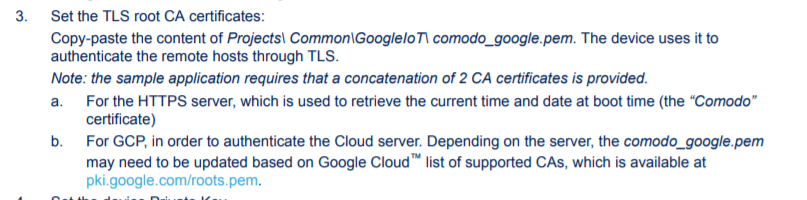 3. Set the TLS root CA certificates:
Copy-paste the content of Projects\ Common\GoogleIoT\ comodo_google.pem. The device uses it to
authenticate the remote hosts through TLS.
Note: the sample application requires that a concatenation of 2 CA certificates is provided.
a. For the HTTPS server, which is used to retrieve the current time and date at boot time (the “Comodo”
certificate)
b. For GCP, in order to authenticate the Cloud server. Depending on the server, the comodo_google.pem
may need to be updated based on Google Cloud™ list of supported CAs, which is available at
pki.google.com/roots.pem.